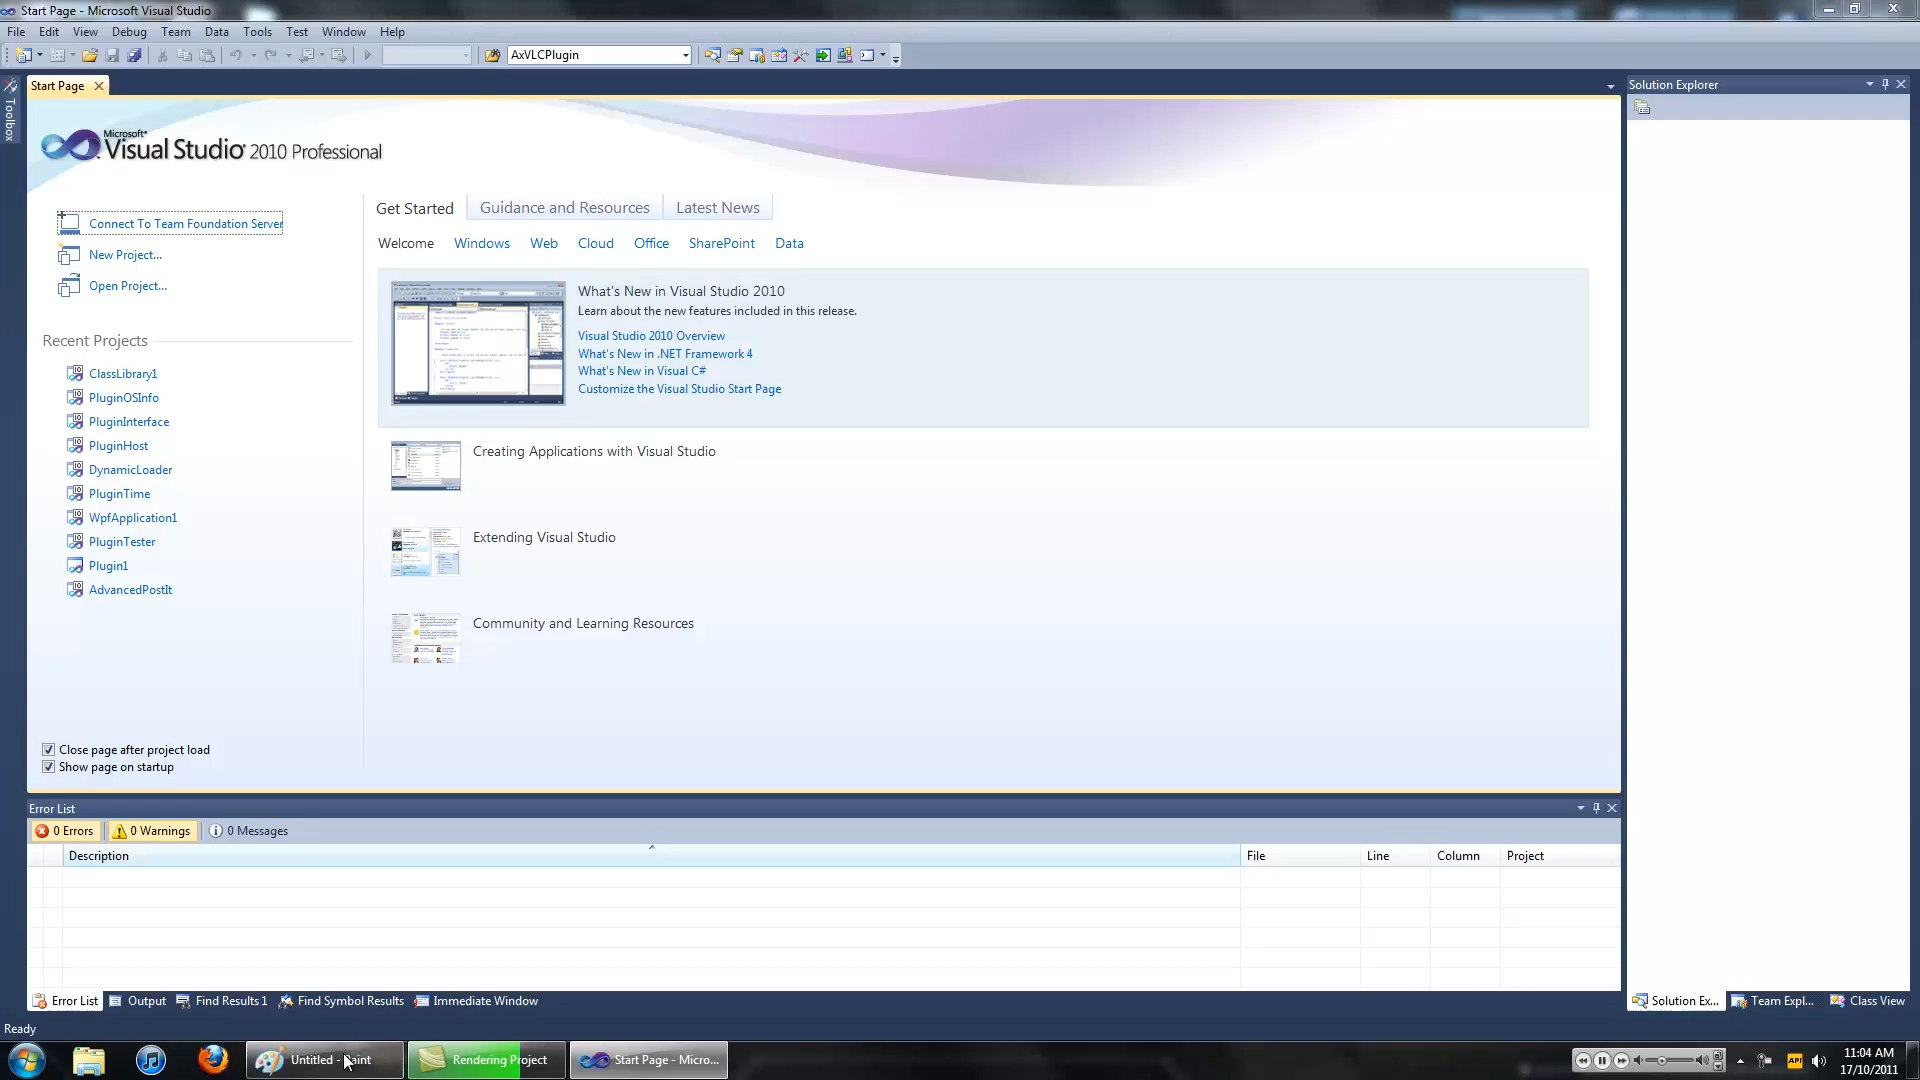 Start Page - Microsoft Visual Studio
File Edit View Debug Team Data Tools Test Window Help
AxVLCPlugin
Toolbox
Start Page
Solution Explorer
Microsoft®
Visual Studio 2010 Professional
Connect To Team Foundation Server
New Project...
Open Project...
Recent Projects
ClassLibrary1
PluginOSInfo
PluginInterface
PluginHost
DynamicLoader
PluginTime
WpfApplication1
PluginTester
Plugin1
AdvancedPostIt
Close page after project load
Show page on startup
Get Started Guidance and Resources Latest News
Welcome Windows Web Cloud Office SharePoint Data
What's New in Visual Studio 2010
Learn about the new features included in this release.
Visual Studio 2010 Overview
What's New in .NET Framework 4
What's New in Visual C#
Customize the Visual Studio Start Page
Creating Applications with Visual Studio
Extending Visual Studio
Community and Learning Resources
Error List
0 Errors 0 Warnings 0 Messages
Description File Line Column Project
Error List Output Find Results 1 Find Symbol Results Immediate Window
Solution Ex... Team Expl... Class View
Ready
Untitled - Paint Rendering Project Start Page - Micro...
API
11:04 AM
17/10/2011